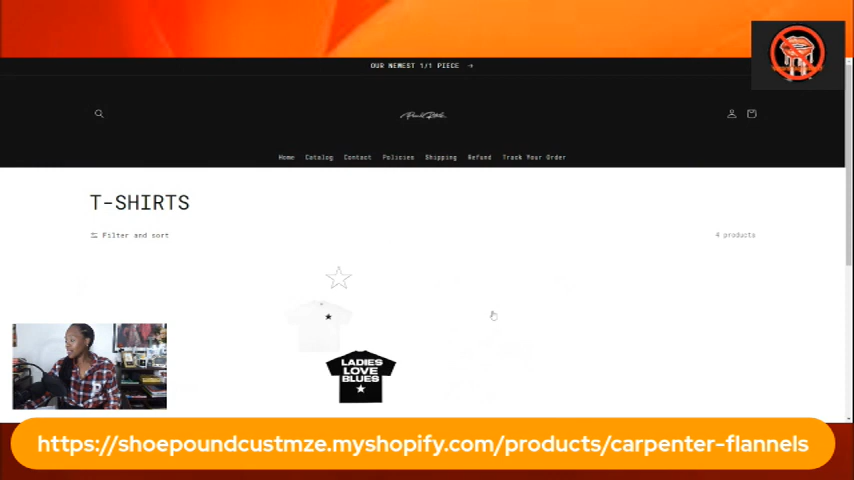 OUR NEWEST 1/1 PIECE →
Home Catalog Contact Policies Shipping Refund Track Your Order
T-SHIRTS
Filter and sort
4 products
LADIES
LOVE
BLUES
https://shoepoundcustmze.myshopify.com/products/carpenter-flannels